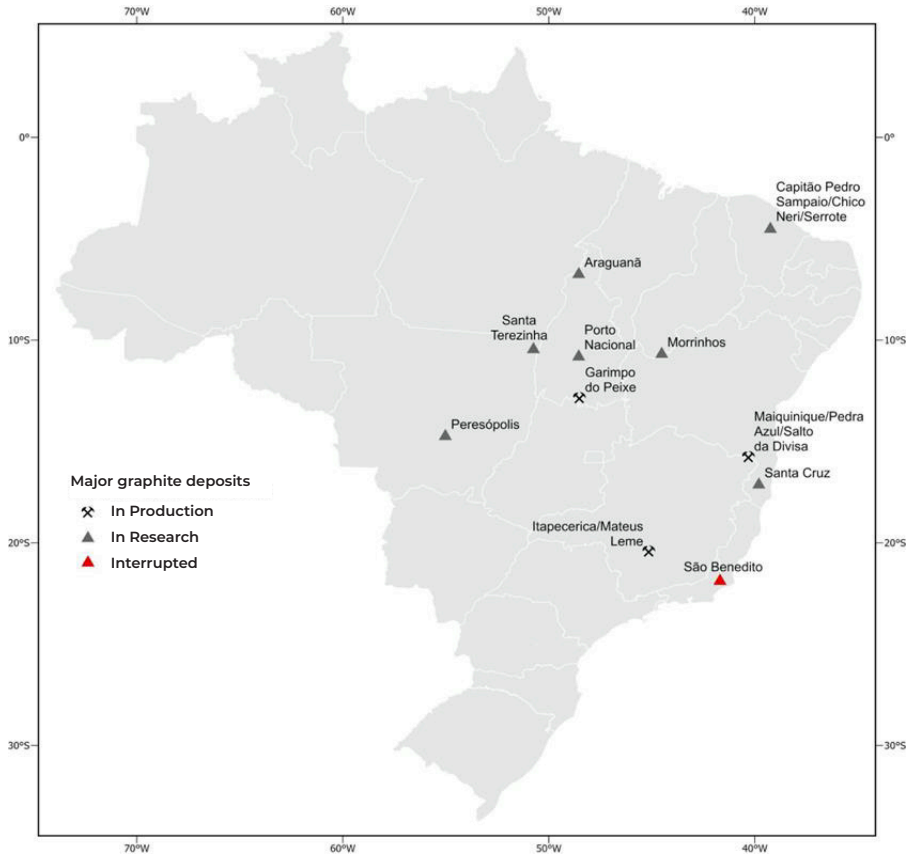 70°W
60°W
50°W
40°W
0°
0°
Capitão Pedro
Sampaio/Chico
Neri/Serrote
Araguanã
Santa
Terezinha
Porto
Nacional
Morrinhos
10°S
10°S
Garimpo
do Peixe
Maiquinique/Pedra
Azul/Salto
da Divisa
Peresópolis
Santa Cruz
Major graphite deposits
In Production
In Research
Interrupted
Itapecerica/Mateus
Leme
20°S
20°S
São Benedito
30°S
30°S
70°W
60°W
50°W
40°W